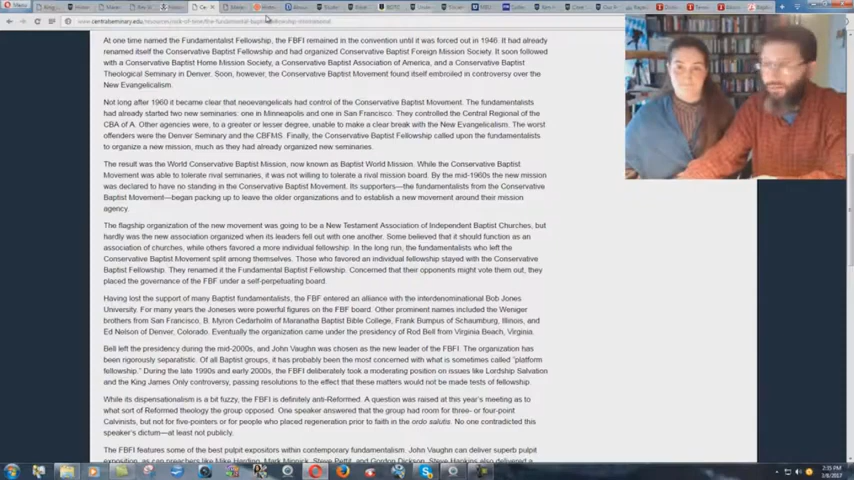 www.centralseminary.edu
At one time named the Fundamental Fellowship, the FBFI remained in the convention until it was forced out in 1946. It had already
renamed itself the Conservative Baptist Fellowship and had organized Conservative Baptist Foreign Mission Society. It soon followed
with a Conservative Baptist Home Mission Society, a Conservative Baptist Association of America, and a Conservative Baptist
Theological Seminary in Denver. Soon, however, the Conservative Baptist Movement found itself embroiled in controversy over the
New Evangelicalism.
Not long after 1960 it became clear that neoevangelicals had control of the Conservative Baptist Movement. The fundamentalists
had already started two new seminaries: one in Minneapolis and one in San Francisco. They controlled the Central Regional of the
CBA of A. Other agencies were, to a greater or lesser degree, unable to make a clear break with the New Evangelicalism. The worst
offenders were the Denver Seminary and the CBFMS. Finally, the Conservative Baptist Fellowship called upon the fundamentalists
to organize a new mission, much as they had already organized new seminaries.
The result was the World Conservative Baptist Mission, now known as Baptist World Mission. While the Conservative Baptist
Movement was able to tolerate rival seminaries, it was not willing to tolerate a rival mission board. By the mid-1960s the new mission
was declared to have no standing in the Conservative Baptist Movement. Its supporters—the fundamentalists from the Conservative
Baptist Fellowship—began packing up to leave the older organizations and to establish a new movement around their mission
agency.
The flagship organization of the new movement was going to be a New Testament Association of Independent Baptist Churches, but
hardly was the new association organized when its leaders fell out with one another. Some believed that it should function as an
association of churches, while others favored a more individual fellowship. In the long run, the fundamentalists who left the
Conservative Baptist Movement split among themselves. Those who favored an individual fellowship stayed with the Conservative
Baptist Fellowship. They renamed it the Fundamental Baptist Fellowship. Concerned that their opponents might vote them out, they
placed the governance of the FBF under a self-perpetuating board.
Having lost the support of many Baptist fundamentalists, the FBF entered an alliance with the interdenominational Bob Jones
University. For many years the Joneses were powerful figures on the FBF board. Other prominent names included the Weniger
brothers from San Francisco, B. Myron Cedarholm of Maranatha Baptist Bible College, Frank Bumpus of Schaumburg, Illinois, and
Ed Nelson of Denver, Colorado. Eventually the organization came under the presidency of Rod Bell from Virginia Beach, Virginia.
Bell left the presidency during the mid-2000s, and John Vaughn was chosen as the new leader of the FBFI. The organization has
been rigorously separatistic. Of all Baptist groups, it has probably been the most concerned with what is sometimes called "platform
fellowship." During the late 1990s and early 2000s, the FBFI deliberately took a moderating position on issues like Lordship Salvation
and the King James Only controversy, passing resolutions to the effect that these matters would not be made tests of fellowship.
While its dispensationalism is a bit fuzzy, the FBFI is definitely anti-Reformed. A question was raised at this year's meeting as to
what sort of Reformed theology the group opposed. One speaker answered that the group had room for three- or four-point
Calvinists, but not for five-pointers or for people who placed regeneration prior to faith in the ordo salutis. No one contradicted this
speaker's dictum—at least not publicly.
The FBFI features some of the best pulpit expositors within contemporary fundamentalism. John Vaughn can deliver superb pulpit
2:35 PM